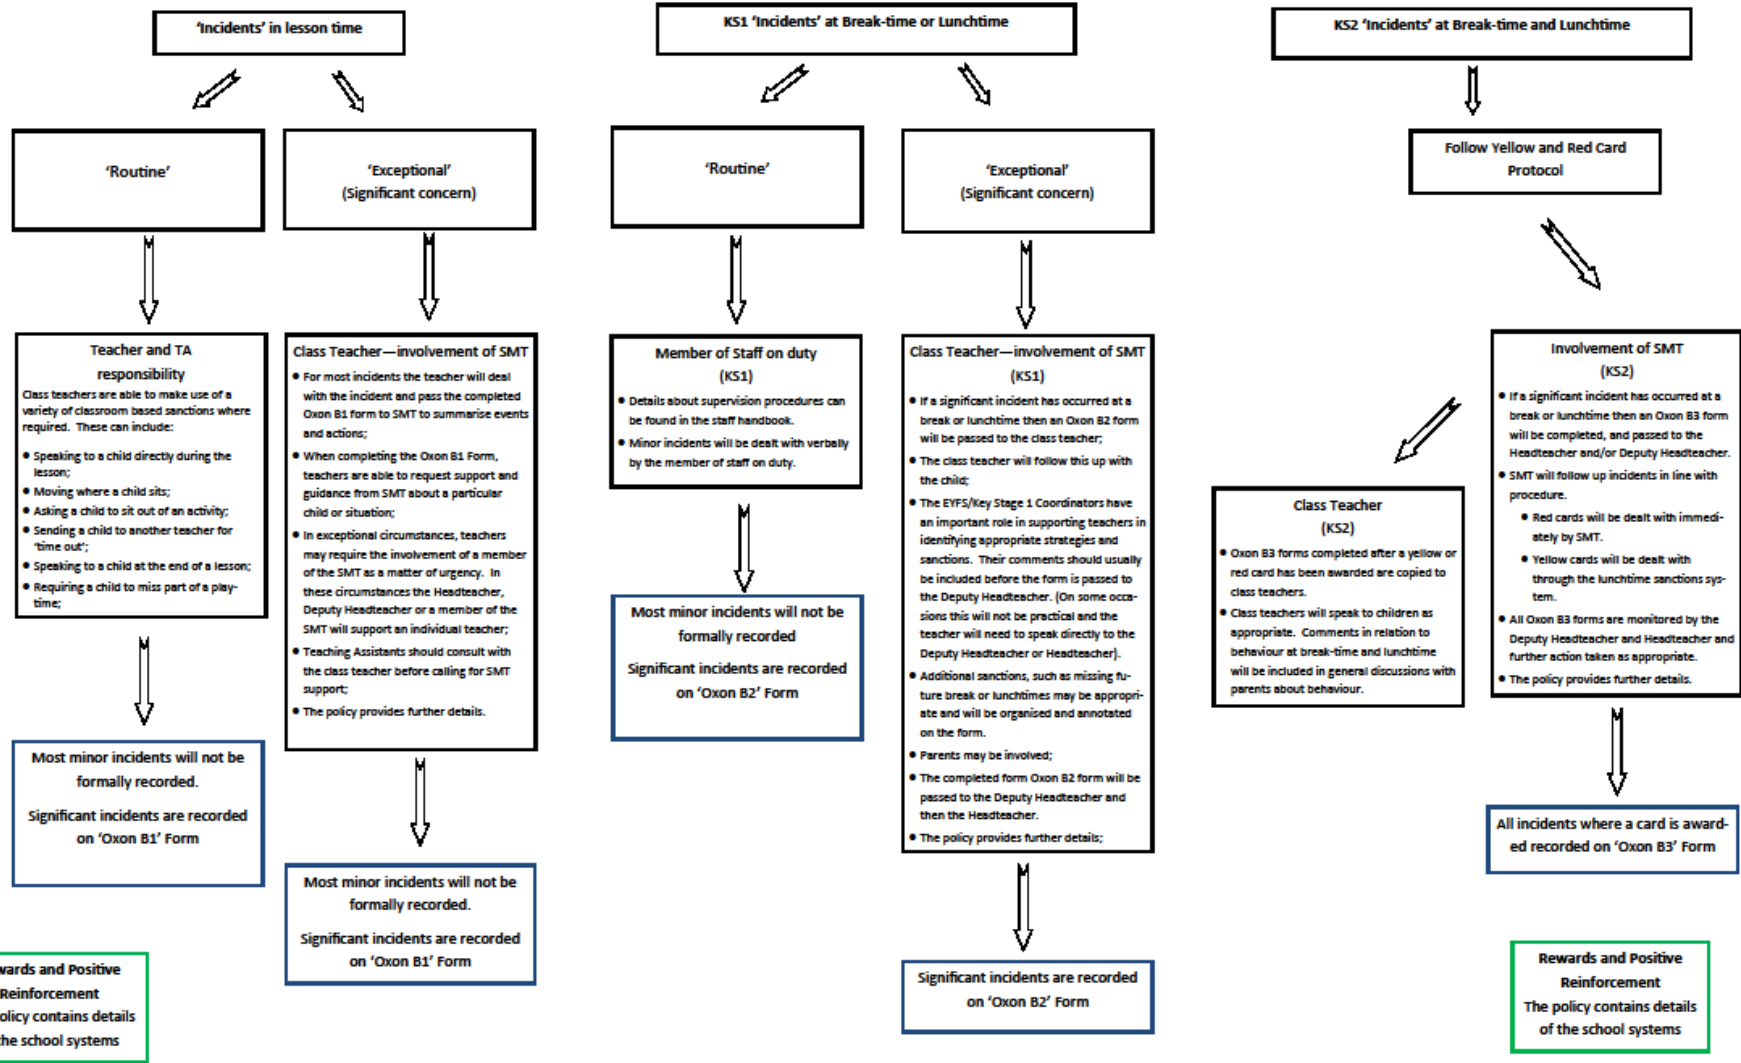 'Incidents' in lesson time
'Routine'
'Exceptional'
(Significant concern)
Teacher and TA
responsibility
Class teachers are able to make use of a
variety of classroom based sanctions where
required.  These can include:
• Speaking to a child directly during the
lesson;
• Moving where a child sits;
• Asking a child to sit out of an activity;
• Sending a child to another teacher for
'time out';
• Speaking to a child at the end of a lesson;
• Requiring a child to miss part of a play-
time;
Class Teacher—involvement of SMT
• For most incidents the teacher will deal
with the incident and pass the completed
Oxon B1 form to SMT to summarise events
and actions;
• When completing the Oxon B1 Form,
teachers are able to request support and
guidance from SMT about a particular
child or situation;
• In exceptional circumstances, teachers
may require the involvement of a member
of the SMT as a matter of urgency.  In
these circumstances the Headteacher,
Deputy Headteacher or a member of the
SMT will support an individual teacher;
• Teaching Assistants should consult with
the class teacher before calling for SMT
support;
• The policy provides further details.
Most minor incidents will not be
formally recorded.
Significant incidents are recorded
on 'Oxon B1' Form
Most minor incidents will not be
formally recorded.
Significant incidents are recorded
on 'Oxon B1' Form
wards and Positive
Reinforcement
olicy contains details
the school systems
KS1 'Incidents' at Break-time or Lunchtime
'Routine'
'Exceptional'
(Significant concern)
Member of Staff on duty
(KS1)
• Details about supervision procedures can
be found in the staff handbook.
• Minor incidents will be dealt with verbally
by the member of staff on duty.
Most minor incidents will not be
formally recorded
Significant incidents are recorded
on 'Oxon B2' Form
Class Teacher—involvement of SMT
(KS1)
• If a significant incident has occurred at a
break or lunchtime then an Oxon B2 form
will be passed to the class teacher;
• The class teacher will follow this up with
the child;
• The EYFS/Key Stage 1 Coordinators have
an important role in supporting teachers in
identifying appropriate strategies and
sanctions.  Their comments should usually
be included before the form is passed to
the Deputy Headteacher. (On some occa-
sions this will not be practical and the
teacher will need to speak directly to the
Deputy Headteacher or Headteacher).
• Additional sanctions, such as missing fu-
ture break or lunchtimes may be appropri-
ate and will be organised and annotated
on the form.
• Parents may be involved;
• The completed form Oxon B2 form will be
passed to the Deputy Headteacher and
then the Headteacher.
• The policy provides further details;
Significant incidents are recorded
on 'Oxon B2' Form
KS2 'Incidents' at Break-time and Lunchtime
Follow Yellow and Red Card
Protocol
Class Teacher
(KS2)
• Oxon B3 forms completed after a yellow or
red card has been awarded are copied to
class teachers.
• Class teachers will speak to children as
appropriate.  Comments in relation to
behaviour at break-time and lunchtime
will be included in general discussions with
parents about behaviour.
Involvement of SMT
(KS2)
• If a significant incident has occurred at a
break or lunchtime then an Oxon B3 form
will be completed, and passed to the
Headteacher and/or Deputy Headteacher.
• SMT will follow up incidents in line with
procedure.
• Red cards will be dealt with immedi-
ately by SMT.
• Yellow cards will be dealt with
through the lunchtime sanctions sys-
tem.
• All Oxon B3 forms are monitored by the
Deputy Headteacher and Headteacher and
further action taken as appropriate.
• The policy provides further details.
All incidents where a card is award-
ed recorded on 'Oxon B3' Form
Rewards and Positive
Reinforcement
The policy contains details
of the school systems